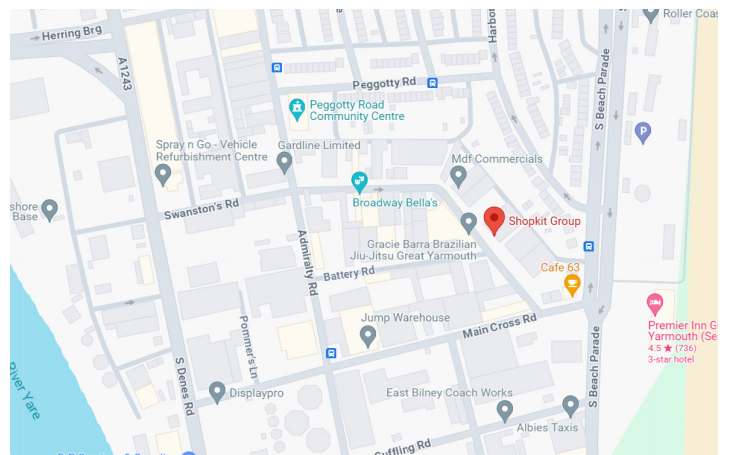 Roller Coas
Herring Brg
A1243
Harbo
S Beach Parade
Peggotty Rd
Peggotty Road
Community Centre
P
Spray n Go - Vehicle
Refurbishment Centre
Gardline Limited
Mdf Commercials
shore
Base
Swanston's Rd
Broadway Bella's
Shopkit Group
Admiralty Rd
Gracie Barra Brazilian
Jiu-Jitsu Great Yarmouth
Battery Rd
Cafe 63
Premier Inn G
Yarmouth (Se
4.5 ★ (736)
3-star hotel
Jump Warehouse
Main Cross Rd
Pommer's Ln
S Denes Rd
S Beach Parade
River Yare
Displaypro
East Bilney Coach Works
Albies Taxis
Suffling Rd